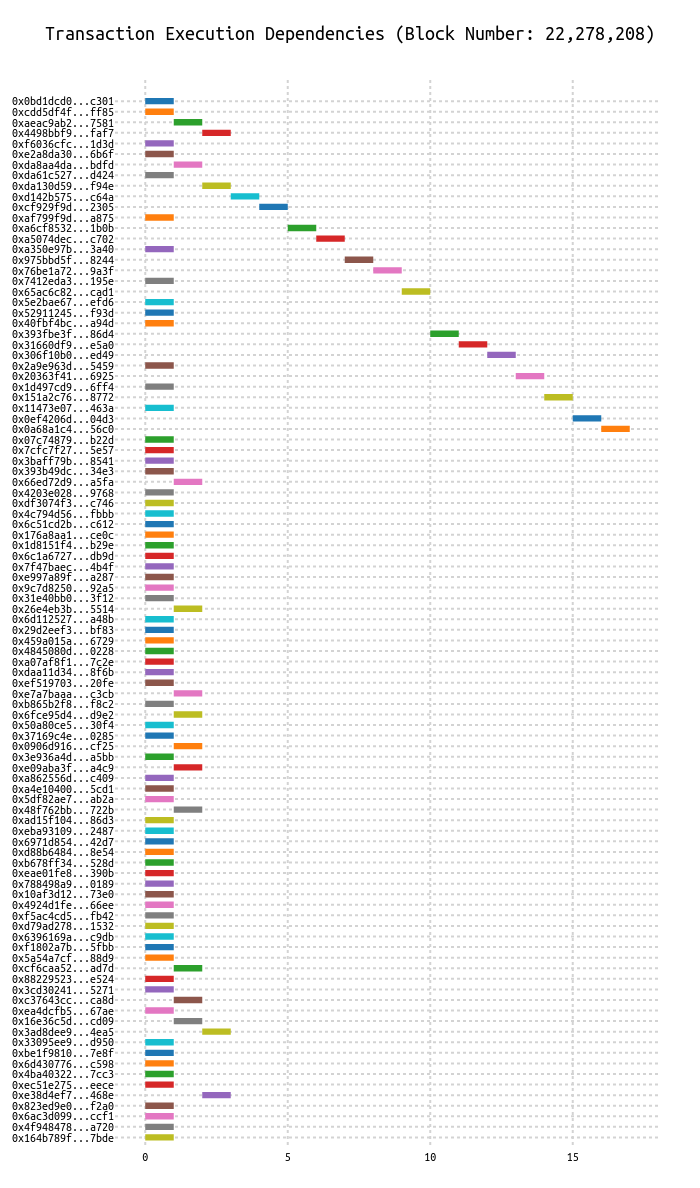 Transaction Execution Dependencies (Block Number: 22,278,208)
0x0bd1dcd0...c301
0xcdd5df4f...ff85
0xaeac9ab2...7581
0x4498bbf9...faf7
0xf6036cfc...1d3d
0xe2a8da30...6b6f
0xda8aa4da...bdfd
0xda61c527...d424
0xda130d59...f94e
0xd142b575...c64a
0xcf929f9d...2305
0xaf799f9d...a875
0xa6cf8532...1b0b
0xa5074dec...c702
0xa350e97b...3a40
0x975bbd5f...8244
0x76be1a72...9a3f
0x7412eda3...195e
0x65ac6c82...cad1
0x5e2bae67...efd6
0x52911245...f93d
0x40fbf4bc...a94d
0x393fbe3f...86d4
0x31660df9...e5a0
0x306f10b0...ed49
0x2a9e963d...5459
0x20363f41...6925
0x1d497cd9...6ff4
0x151a2c76...8772
0x11473e07...463a
0x0ef4206d...04d3
0x0a68a1c4...56c0
0x07c74879...b22d
0x7cfc7f27...5e57
0x3baff79b...8541
0x393b49dc...34e3
0x66ed72d9...a5fa
0x4203e028...9768
0xdf3074f3...c746
0x4c794d56...fbbb
0x6c51cd2b...c612
0x176a8aa1...ce0c
0x1d8151f4...b29e
0x6c1a6727...db9d
0x7f47baec...4b4f
0xe997a89f...a287
0x9c7d8250...92a5
0x31e40bb0...3f12
0x26e4eb3b...5514
0x6d112527...a48b
0x29d2eef3...bf83
0x459a015a...6729
0x4845080d...0228
0xa07af8f1...7c2e
0xdaa11d34...8f6b
0xef519703...20fe
0xe7a7baaa...c3cb
0xb865b2f8...f8c2
0x6fce95d4...d9e2
0x50a80ce5...30f4
0x37169c4e...0285
0x0906d916...cf25
0x3e936a4d...a5bb
0xe09aba3f...a4c9
0xa862556d...c409
0xa4e10400...5cd1
0x5df82ae7...ab2a
0x48f762bb...722b
0xad15f104...86d3
0xeba93109...2487
0x6971d854...42d7
0xd88b6484...8e54
0xb678ff34...528d
0xeae01fe8...390b
0x788498a9...0189
0x10af3d12...73e0
0x4924d1fe...66ee
0xf5ac4cd5...fb42
0xd79ad278...1532
0x6396169a...c9db
0xf1802a7b...5fbb
0x5a54a7cf...88d9
0xcf6caa52...ad7d
0x88229523...e524
0x3cd30241...5271
0xc37643cc...ca8d
0xea4dcfb5...67ae
0x16e36c5d...cd09
0x3ad8dee9...4ea5
0x33095ee9...d950
0xbe1f9810...7e8f
0x6d430776...c598
0x4ba40322...7cc3
0xec51e275...eece
0xe38d4ef7...468e
0x823ed9e0...f2a0
0x6ac3d099...ccf1
0x4f948478...a720
0x164b789f...7bde
0 5 10 15